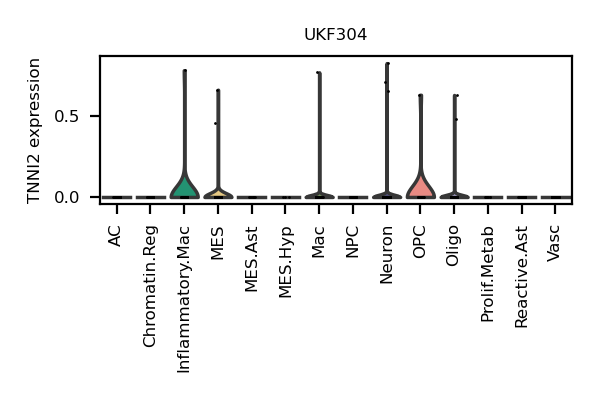 UKF304
TNNI2 expression
0.5
0.0
AC
Chromatin.Reg
Inflammatory.Mac
MES
MES.Ast
MES.Hyp
Mac
NPC
Neuron
OPC
Oligo
Prolif.Metab
Reactive.Ast
Vasc